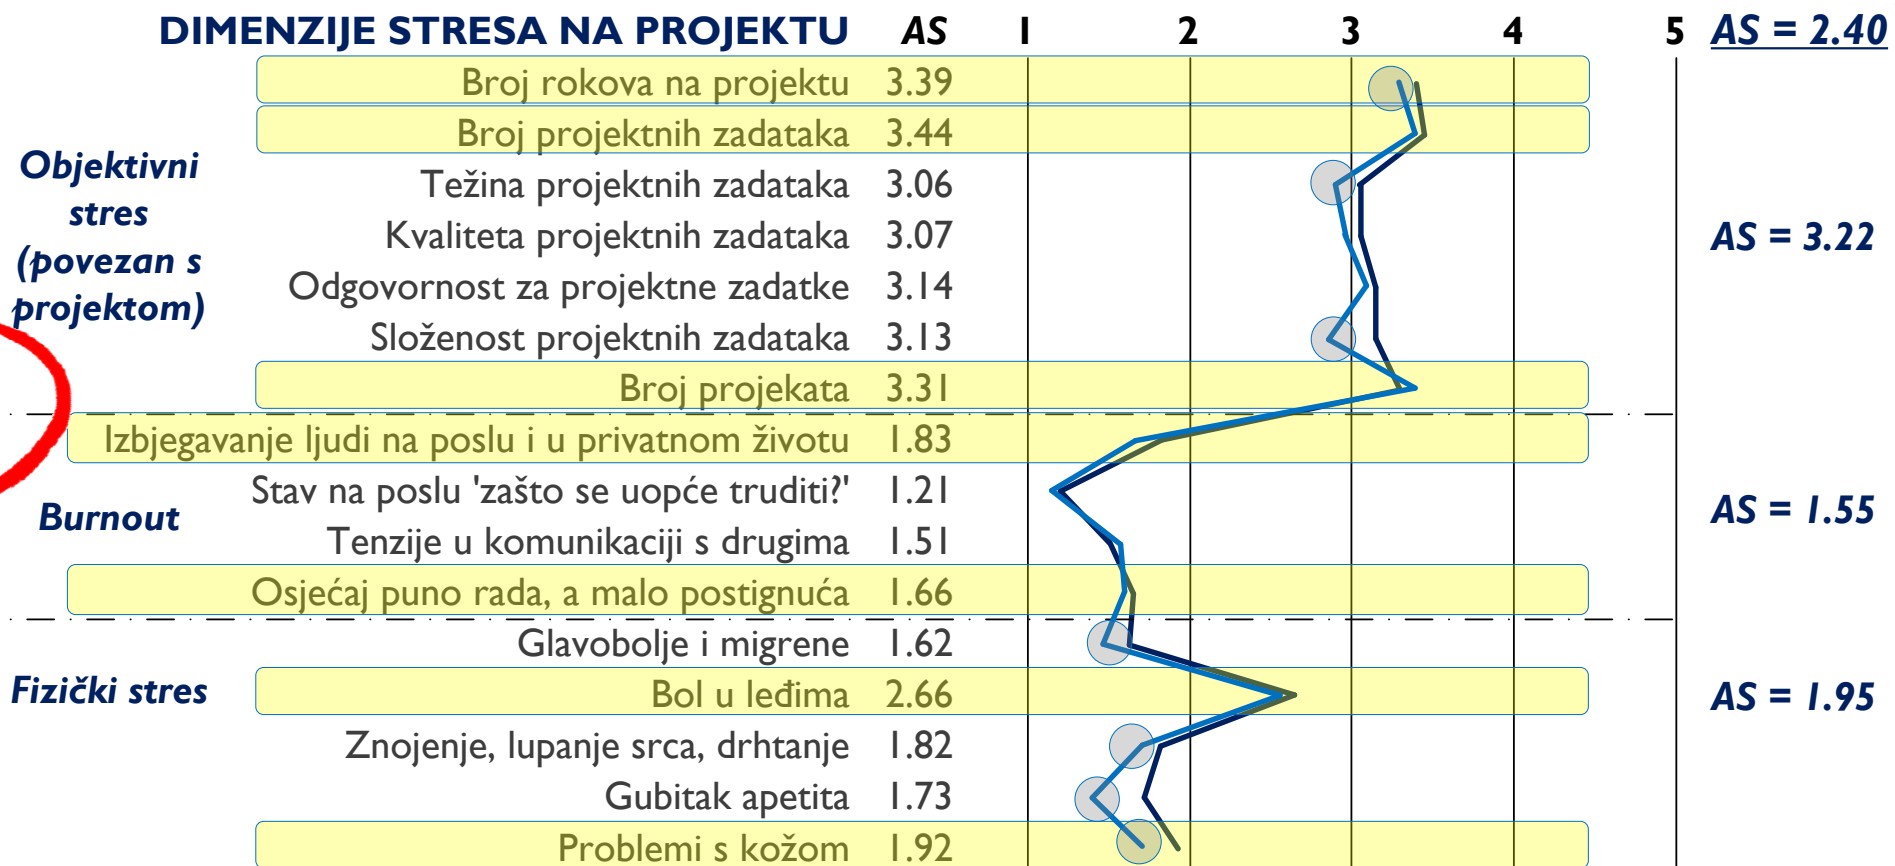 DIMENZIJE STRESA NA PROJEKTU AS 1 2 3 4 5 AS = 2.40
Broj rokova na projektu 3.39
Broj projektnih zadataka 3.44
Objektivni
stres
(povezan s
projektom)
Težina projektnih zadataka 3.06
Kvaliteta projektnih zadataka 3.07
AS = 3.22
Odgovornost za projektne zadatke 3.14
Složenost projektnih zadataka 3.13
Broj projekata 3.31
Izbjegavanje ljudi na poslu i u privatnom životu 1.83
Stav na poslu 'zašto se uopće truditi?' 1.21
Burnout
AS = 1.55
Tenzije u komunikaciji s drugima 1.51
Osjećaj puno rada, a malo postignuća 1.66
Glavobolje i migrene 1.62
Fizički stres
Bol u leđima 2.66
AS = 1.95
Znojenje, lupanje srca, drhtanje 1.82
Gubitak apetita 1.73
Problemi s kožom 1.92